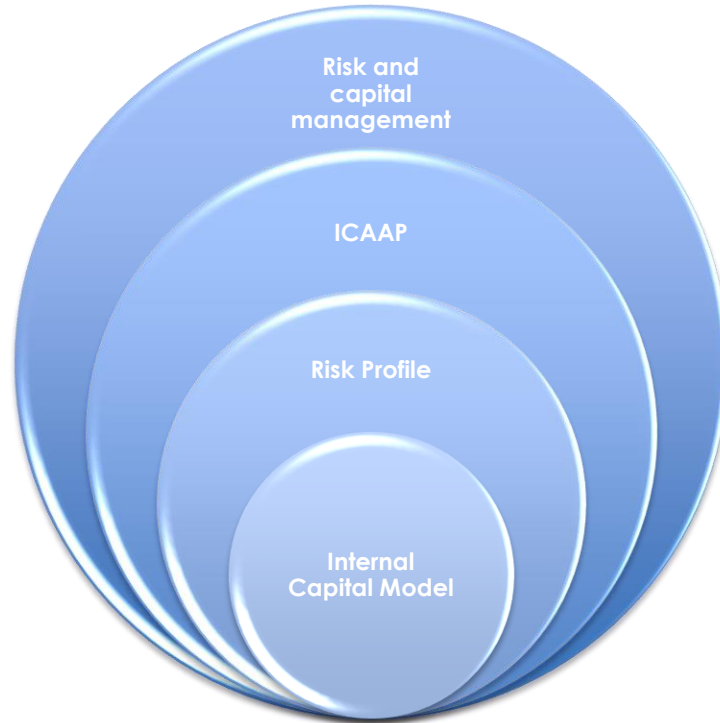 Risk and
capital
management
ICAAP
Risk Profile
Internal
Capital Model